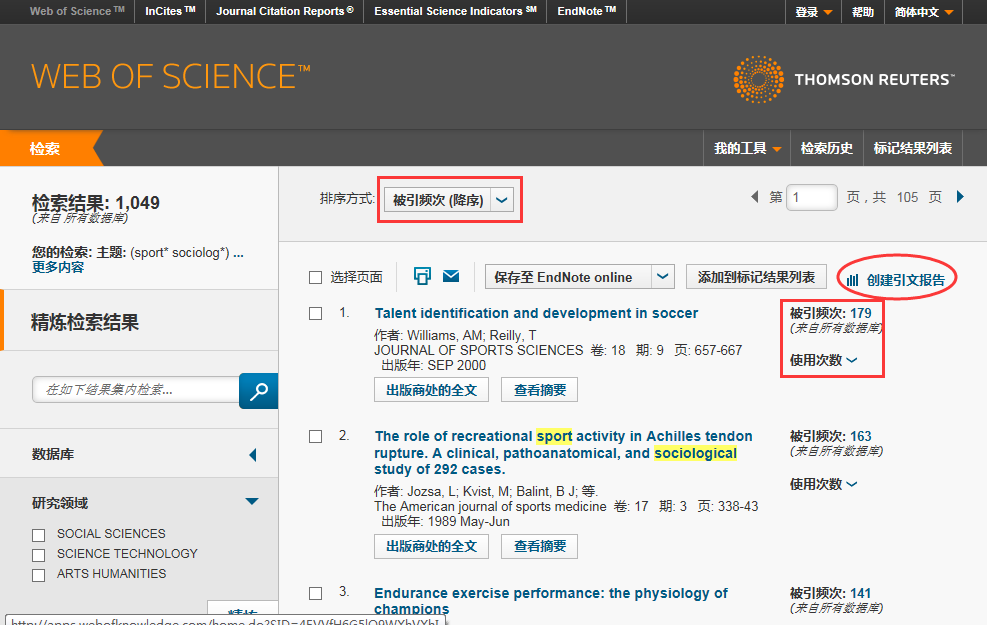 Web of Science™ InCites™ Journal Citation Reports® Essential Science Indicators℠ EndNote™ 登录 帮助 简体中文
WEB OF SCIENCE™
THOMSON REUTERS™
检索 我的工具 检索历史 标记结果列表
检索结果: 1,049
(来自 所有数据库)
您的检索: 主题: (sport* sociolog*) ...
更多内容
精炼检索结果
在如下结果集内检索...
数据库
研究领域
SOCIAL SCIENCES
SCIENCE TECHNOLOGY
ARTS HUMANITIES
精炼
排序方式: 被引频次 (降序) 第 1 页 , 共 105 页
选择页面 保存至 EndNote online 添加到标记结果列表 创建引文报告
1. Talent identification and development in soccer
作者: Williams, AM; Reilly, T
JOURNAL OF SPORTS SCIENCES 卷: 18 期: 9 页: 657-667
出版年: SEP 2000
出版商处的全文 查看摘要
被引频次: 179
(来自所有数据库)
使用次数
2. The role of recreational sport activity in Achilles tendon
rupture. A clinical, pathoanatomical, and sociological
study of 292 cases.
作者: Jozsa, L; Kvist, M; Balint, B J; 等.
The American journal of sports medicine 卷: 17 期: 3 页: 338-43
出版年: 1989 May-Jun
出版商处的全文 查看摘要
被引频次: 163
(来自所有数据库)
使用次数
3. Endurance exercise performance: the physiology of
champions
被引频次: 141
(来自所有数据库)